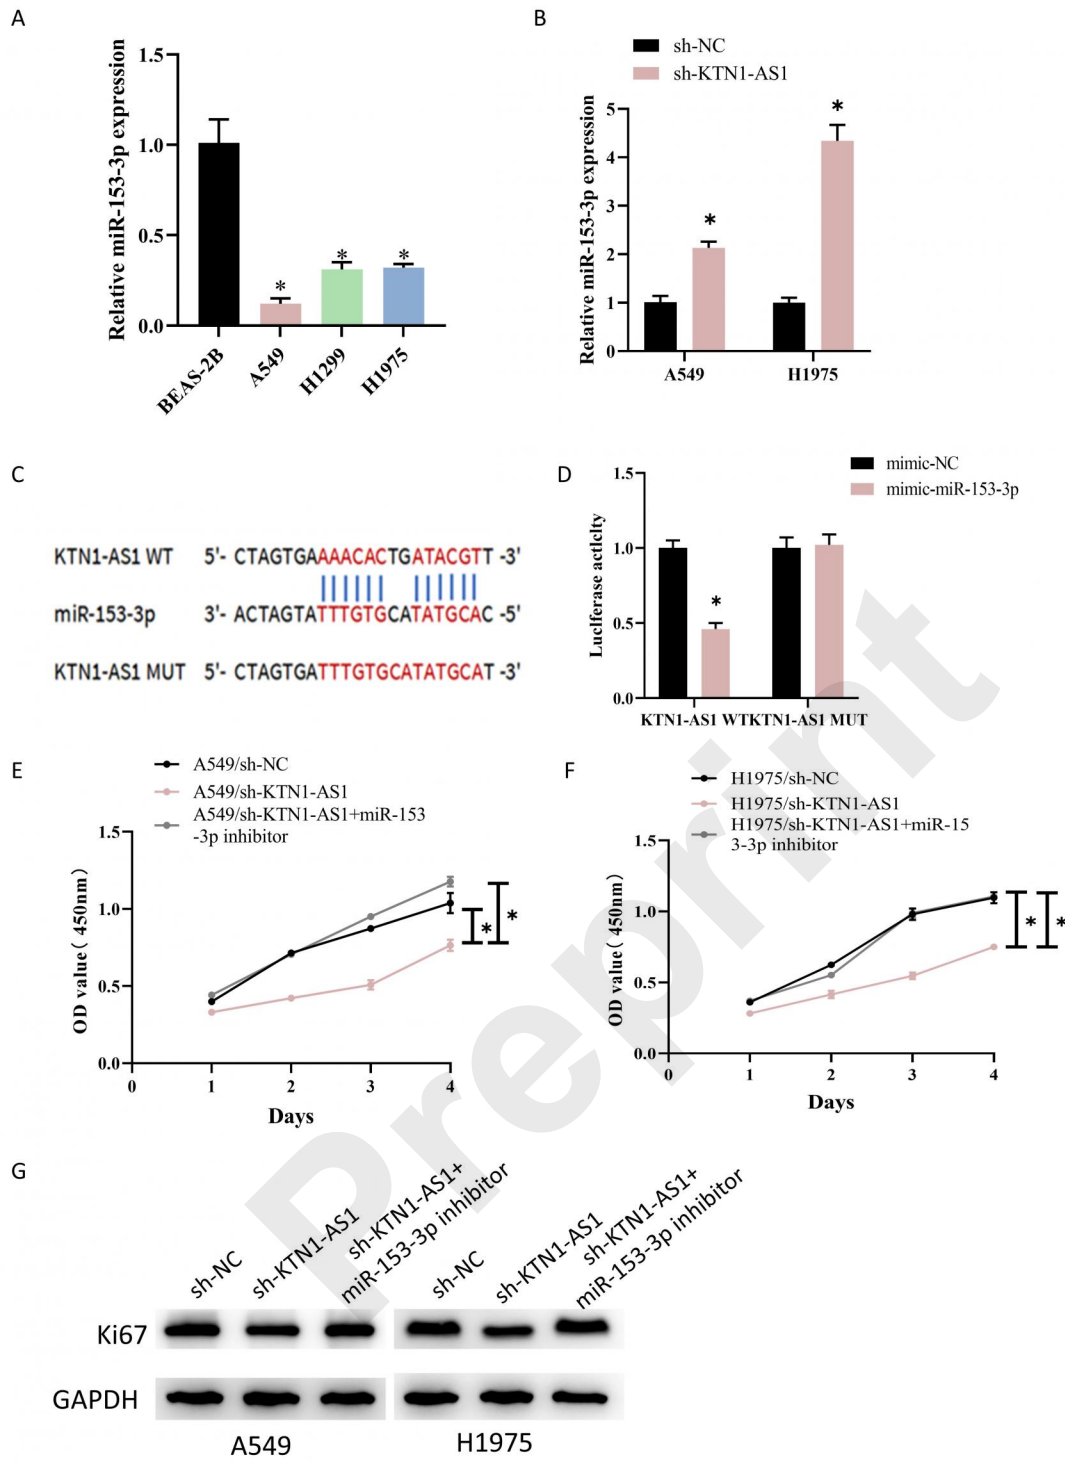 A
Relative miR-153-3p expression
1.5
1.0
0.5
0.0
*
*
*
BEAS-2B
A549
H1299
H1975
B
sh-NC
sh-KTN1-AS1
Relative miR-153-3p expression
5
4
3
2
1
0
*
*
A549
H1975
C
KTN1-AS1 WT 5'- CTAGTGAAAACACTGATACGTT -3'
miR-153-3p 3'- ACTAGTATTTGTGCATATGCAC -5'
KTN1-AS1 MUT 5'- CTAGTGATTTGTGCATATGCAT -3'
D
mimic-NC
mimic-miR-153-3p
Luclferase actlclty
1.5
1.0
0.5
0.0
*
KTN1-AS1 WTKTN1-AS1 MUT
E
A549/sh-NC
A549/sh-KTN1-AS1
A549/sh-KTN1-AS1+miR-153
-3p inhibitor
OD value( 450nm)
1.5
1.0
0.5
0.0
*
*
0 1 2 3 4
Days
F
H1975/sh-NC
H1975/sh-KTN1-AS1
H1975/sh-KTN1-AS1+miR-15
3-3p inhibitor
OD value( 450nm)
1.5
1.0
0.5
0.0
*
*
0 1 2 3 4
Days
G
sh-NC
sh-KTN1-AS1
sh-KTN1-AS1+
miR-153-3p inhibitor
sh-NC
sh-KTN1-AS1
sh-KTN1-AS1+
miR-153-3p inhibitor
Ki67
GAPDH
A549
H1975
Preprint